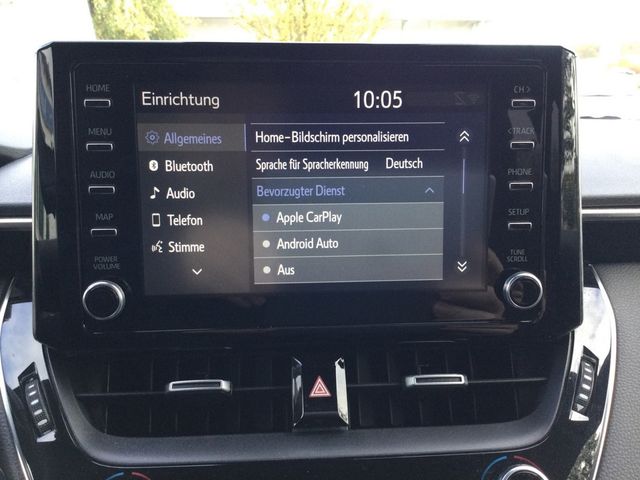 Einrichtung 10:05
HOME
MENU
AUDIO
MAP
POWER
VOLUME
Allgemeines
Bluetooth
Audio
Telefon
Stimme
Home-Bildschirm personalisieren
Sprache für Spracherkennung Deutsch
Bevorzugter Dienst
Apple CarPlay
Android Auto
Aus
CH >
< TRACK
PHONE
SETUP
TUNE
SCROLL